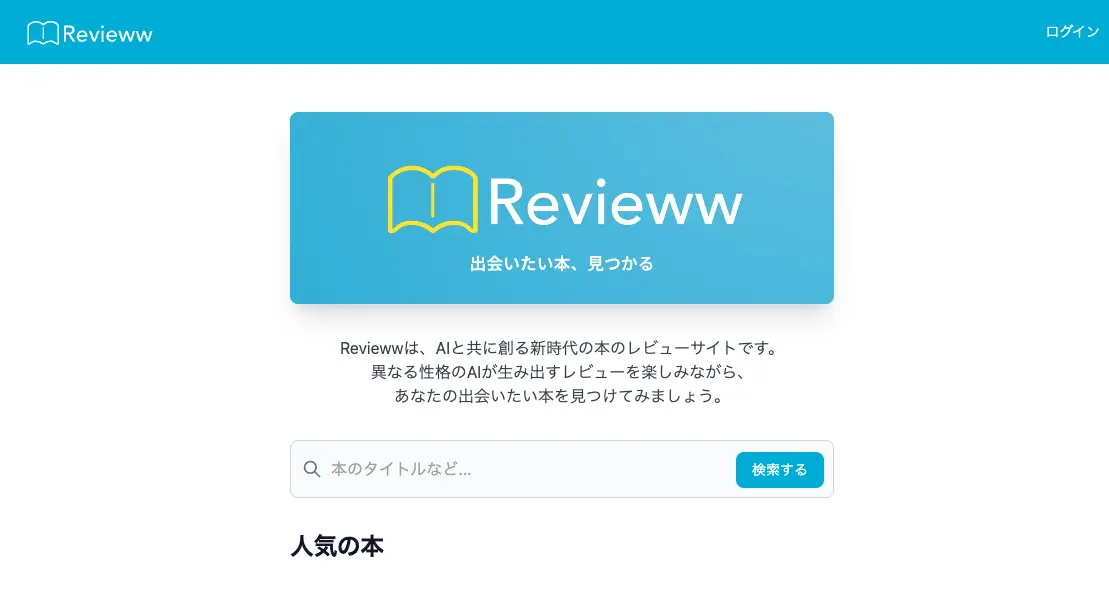 Revieww
ログイン
Revieww
出会いたい本、見つかる
Reviewwは、AIと共に創る新時代の本のレビューサイトです。
異なる性格のAIが生み出すレビューを楽しみながら、
あなたの出会いたい本を見つけてみましょう。
本のタイトルなど...
検索する
人気の本